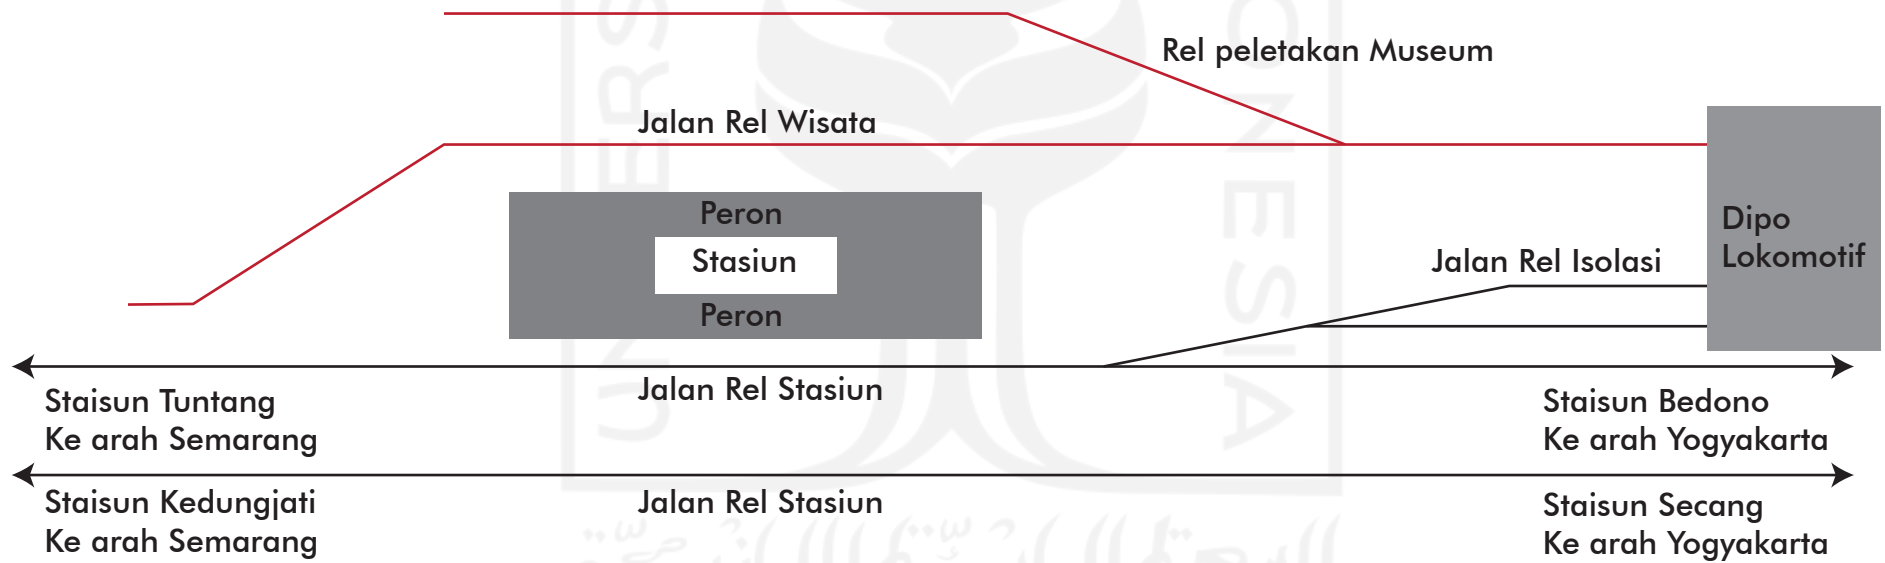 Rel peletakan Museum
Jalan Rel Wisata
Peron
Stasiun
Peron
Jalan Rel Isolasi
Dipo
Lokomotif
Jalan Rel Stasiun
Staisun Tuntang
Ke arah Semarang
Staisun Bedono
Ke arah Yogyakarta
Jalan Rel Stasiun
Staisun Kedungjati
Ke arah Semarang
Staisun Secang
Ke arah Yogyakarta